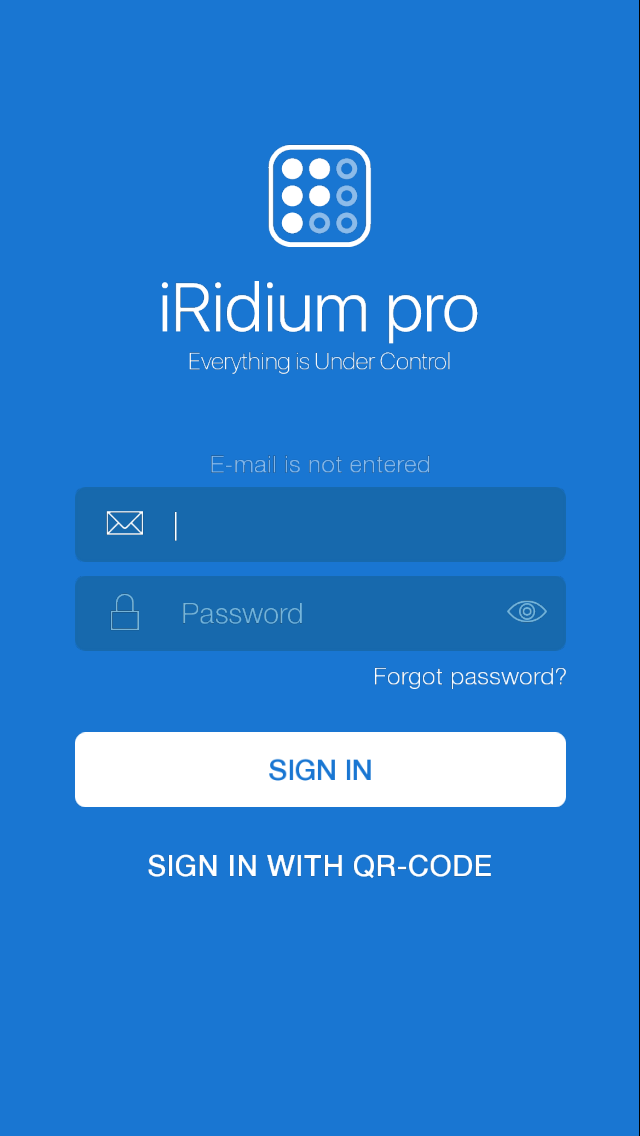 iRidium pro
Everything is Under Control
E-mail is not entered
Password
Forgot password?
SIGN IN
SIGN IN WITH QR-CODE